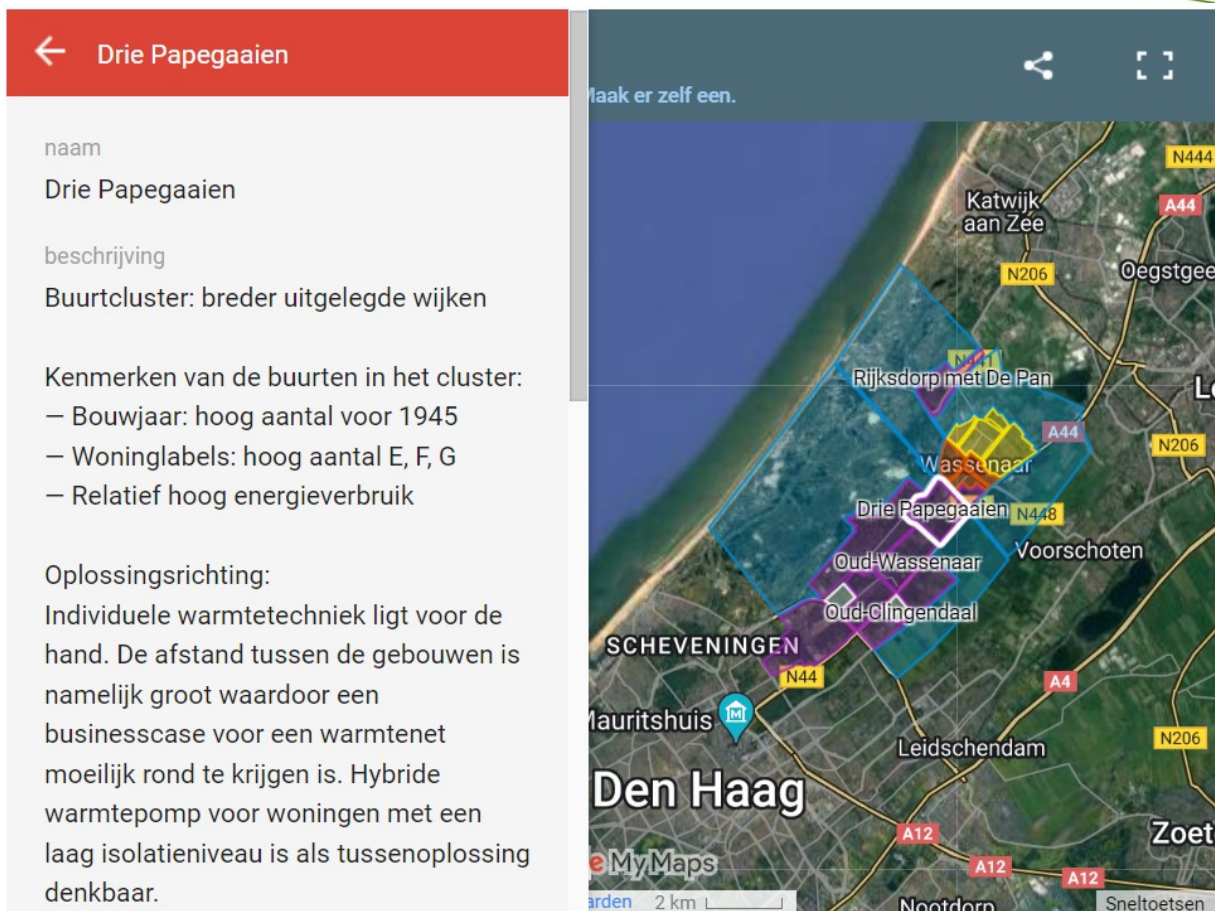 Drie Papegaaien
naam
Drie Papegaaien
beschrijving
Buurtcluster: breder uitgelegde wijken
Kenmerken van de buurten in het cluster:
— Bouwjaar: hoog aantal voor 1945
— Woninglabels: hoog aantal E, F, G
— Relatief hoog energieverbruik
Oplossingsrichting:
Individuele warmtetechniek ligt voor de
hand. De afstand tussen de gebouwen is
namelijk groot waardoor een
businesscase voor een warmtenet
moeilijk rond te krijgen is. Hybride
warmtepomp voor woningen met een
laag isolatieniveau is als tussenoplossing
denkbaar.
Maak er zelf een.
N444
Katwijk
aan Zee
A44
N206
Oegstgee
N441
Rijksdorp met De Pan
L
A44
N206
Wassenaar
Drie Papegaaien
N448
Voorschoten
Oud-Wassenaar
Oud-Clingendaal
SCHEVENINGEN
N44
A4
Mauritshuis
N206
Leidschendam
Den Haag
A12
Zoet
e My Maps
A12
A12
arden
2 km
Nootdorp
Sneltoetsen